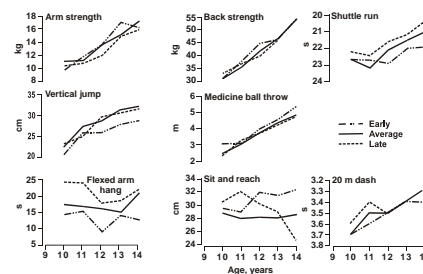 Arm strength
Back strength
Shuttle run
kg
18
16
14
12
10
8
kg
55
50
45
40
35
30
s
20
21
22
23
24
Vertical jump
Medicine ball throw
cm
35
30
25
20
m
6
5
4
3
2
Early
Average
Late
Flexed arm
hang
Sit and reach
20 m dash
s
25
20
15
10
5
cm
34
32
30
28
26
24
s
3.2
3.3
3.4
3.5
3.6
3.7
3.8
9 10 11 12 13 14
9 10 11 12 13 14
9 10 11 12 13 14
Age, years